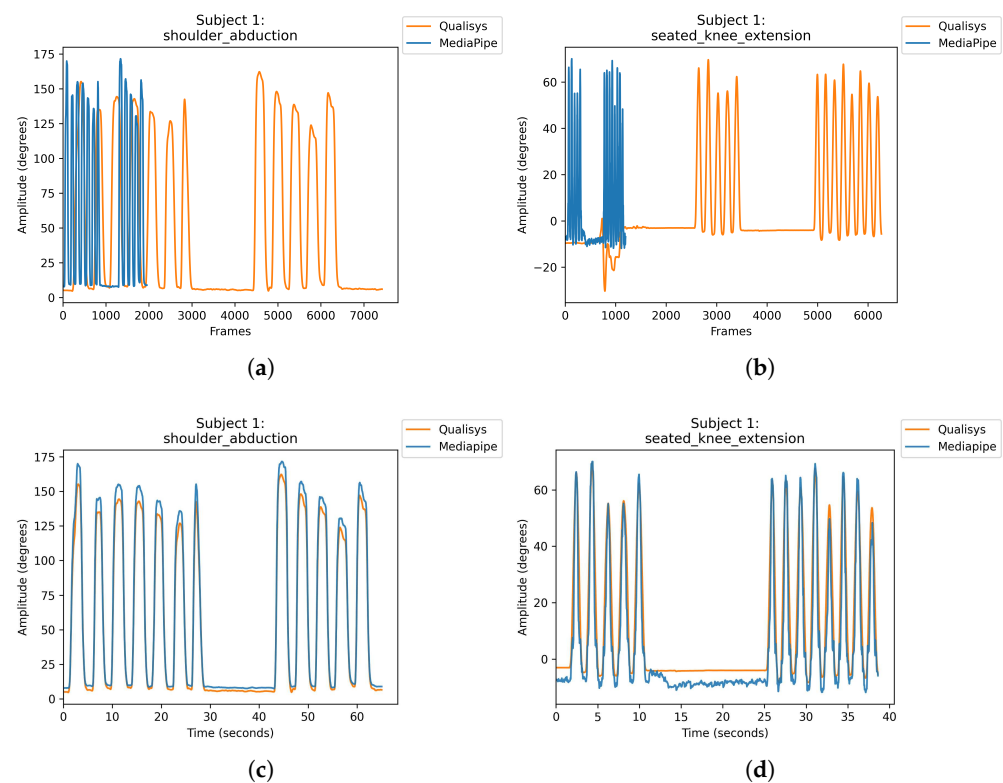 Subject 1:
shoulder_abduction
Qualisys
MediaPipe
Amplitude (degrees)
175
150
125
100
75
50
25
0
0 1000 2000 3000 4000 5000 6000 7000
Frames
(a)
Subject 1:
seated_knee_extension
Qualisys
MediaPipe
Amplitude (degrees)
60
40
20
0
−20
0 1000 2000 3000 4000 5000 6000
Frames
(b)
Subject 1:
shoulder_abduction
Qualisys
Mediapipe
Amplitude (degrees)
175
150
125
100
75
50
25
0
0 10 20 30 40 50 60
Time (seconds)
(c)
Subject 1:
seated_knee_extension
Qualisys
Mediapipe
Amplitude (degrees)
60
40
20
0
0 5 10 15 20 25 30 35 40
Time (seconds)
(d)